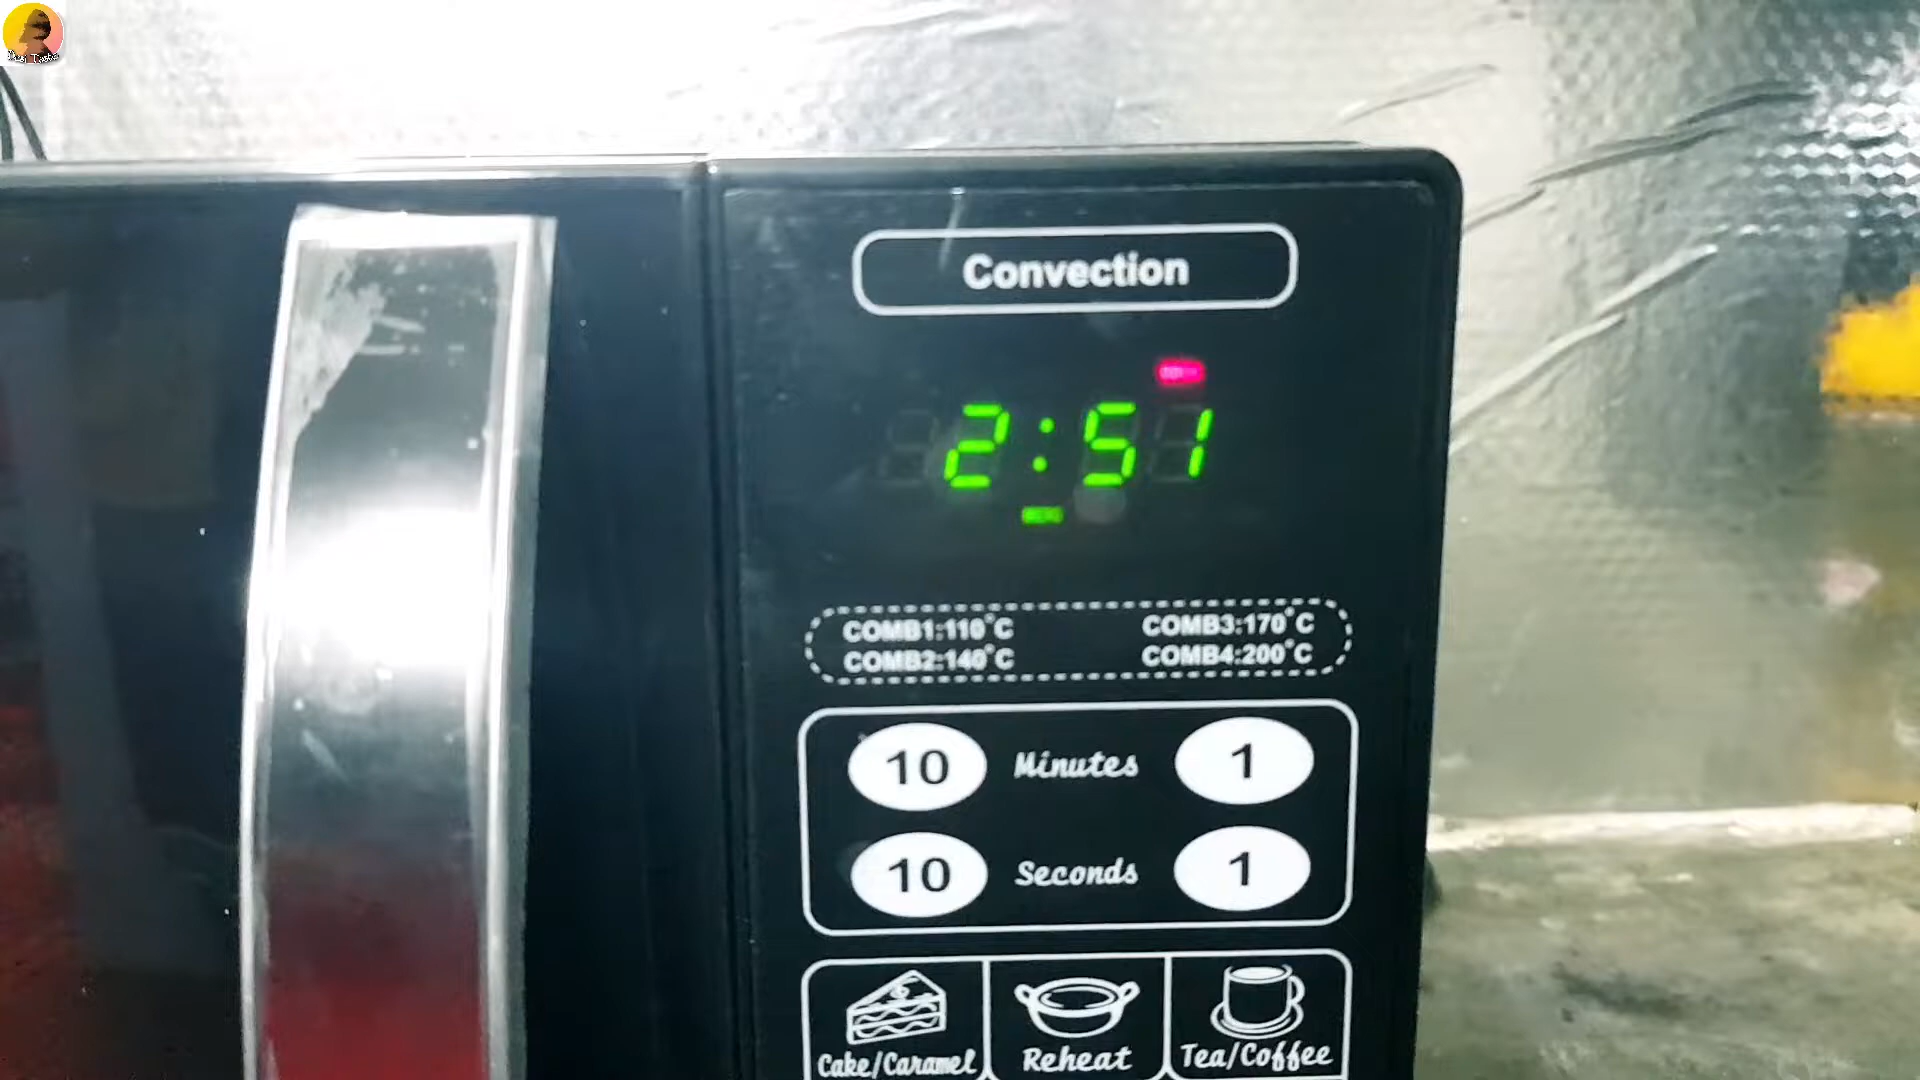 Convection
2:51
COMB1:110°C COMB3:170°C
COMB2:140°C COMB4:200°C
10 Minutes 1
10 Seconds 1
Cake/Caramel Reheat Tea/Coffee